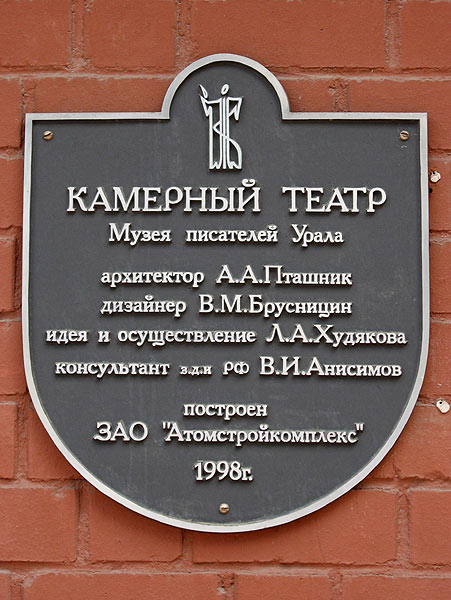 КАМЕРНЫЙ ТЕАТР
Музея писателей Урала
архитектор А.А.Пташник
дизайнер В.М.Брусницин
идея и осуществление Л.А.Худякова
консультант з.д.и РФ В.И.Анисимов
построен
ЗАО "Атомстройкомплекс"
1998г.